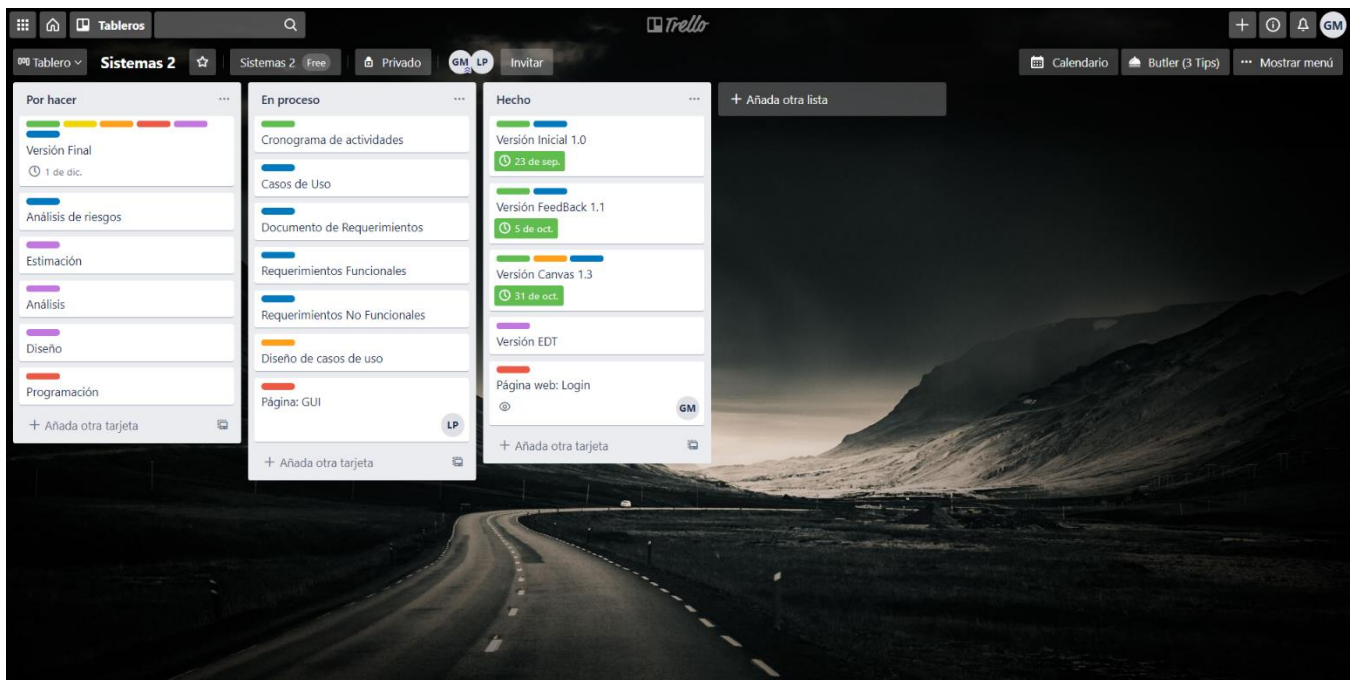 Tableros
Trello
GM
Tablero
Sistemas 2
Sistemas 2 Free
Privado
GM LP
Invitar
Calendario
Butler (3 Tips)
··· Mostrar menú
Por hacer ···
Versión Final
1 de dic.
Análisis de riesgos
Estimación
Análisis
Diseño
Programación
+ Añada otra tarjeta
En proceso ···
Cronograma de actividades
Casos de Uso
Documento de Requerimientos
Requerimientos Funcionales
Requerimientos No Funcionales
Diseño de casos de uso
Página: GUI
LP
+ Añada otra tarjeta
Hecho ···
Versión Inicial 1.0
23 de sep.
Versión FeedBack 1.1
5 de oct.
Versión Canvas 1.3
31 de oct.
Versión EDT
Página web: Login
GM
+ Añada otra tarjeta
+ Añada otra lista